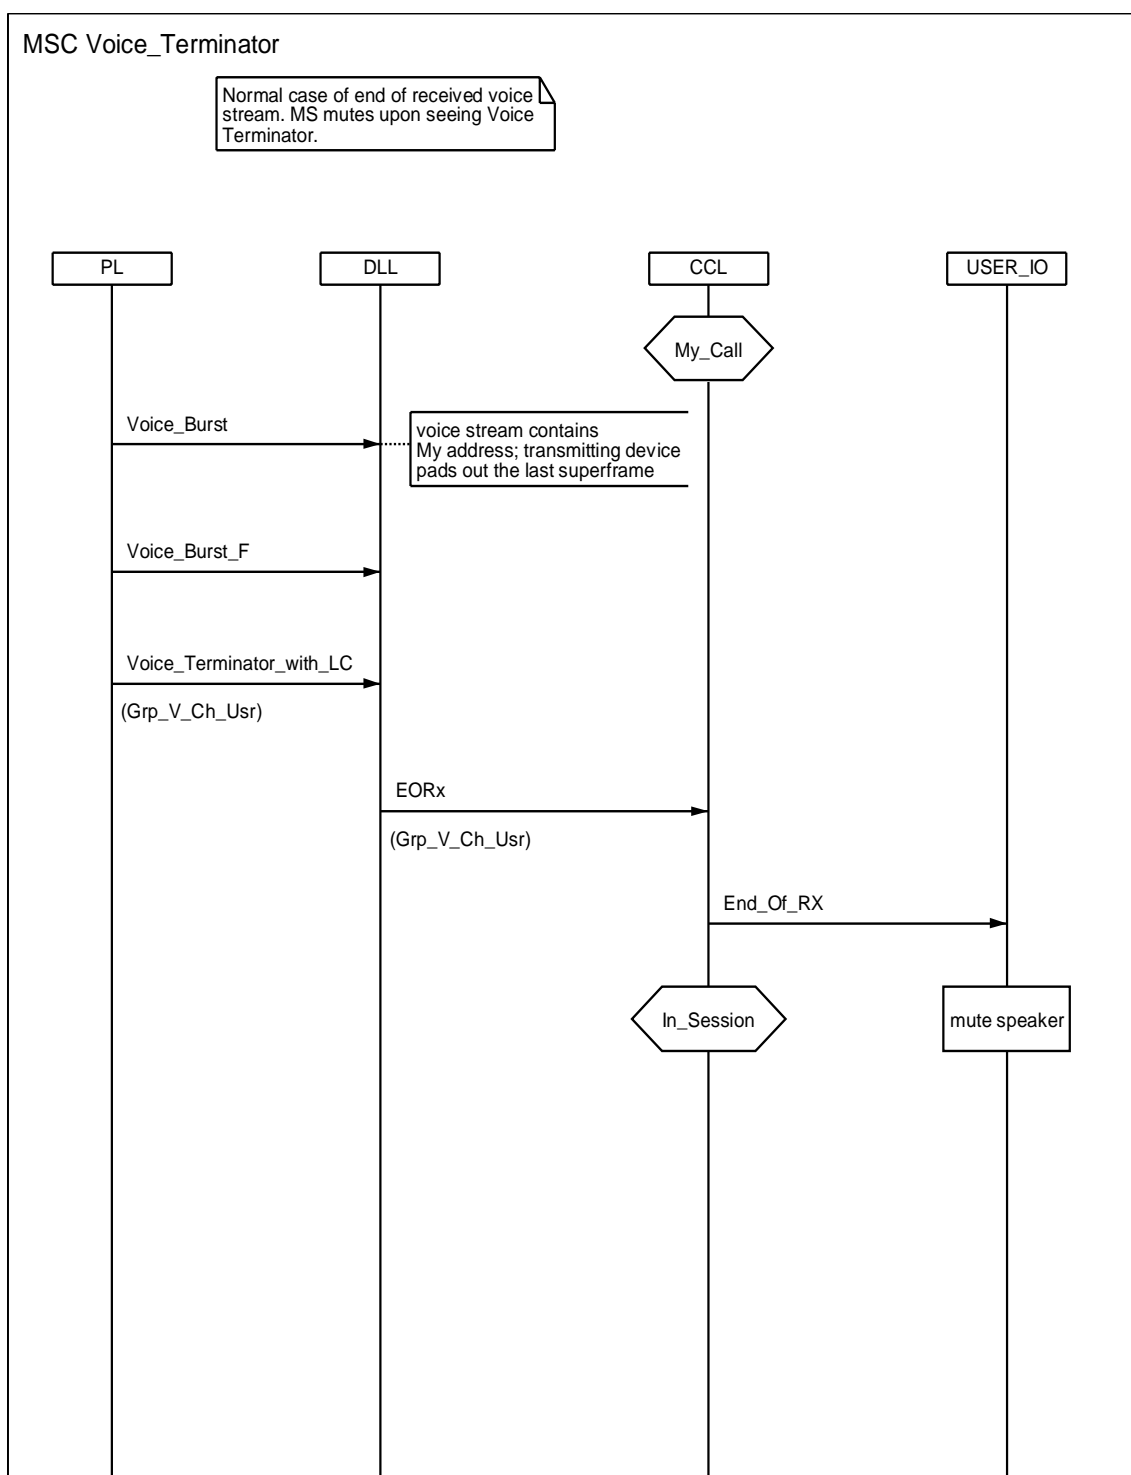 MSC Voice_Terminator
Normal case of end of received voice
stream. MS mutes upon seeing Voice
Terminator.
PL
DLL
CCL
USER_IO
My_Call
Voice_Burst
voice stream contains
My address; transmitting device
pads out the last superframe
Voice_Burst_F
Voice_Terminator_with_LC
(Grp_V_Ch_Usr)
EORx
(Grp_V_Ch_Usr)
End_Of_RX
In_Session
mute speaker